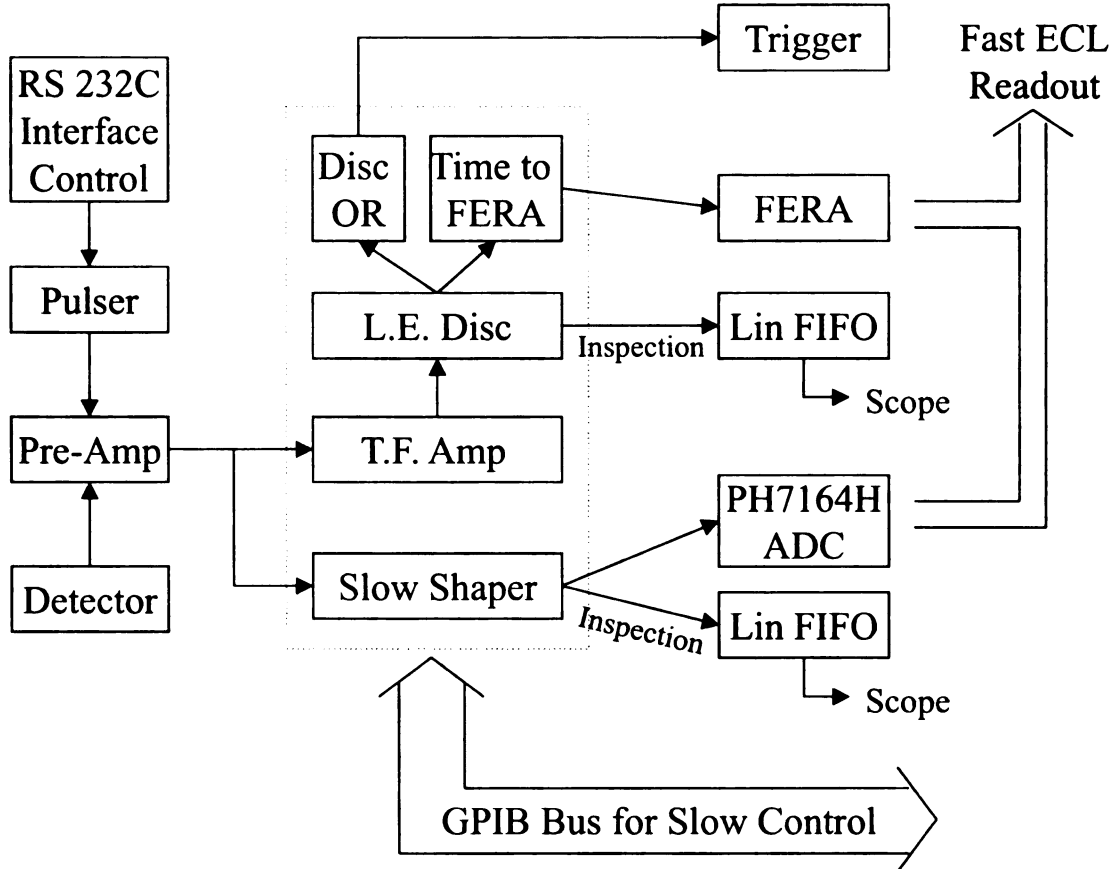 Trigger
Fast ECL
Readout
RS 232C
Interface
Control
Disc
OR
Time to
FERA
FERA
Pulser
L.E. Disc
Inspection
Lin FIFO
Scope
Pre-Amp
T.F. Amp
PH7164H
ADC
Detector
Slow Shaper
Inspection
Lin FIFO
Scope
GPIB Bus for Slow Control